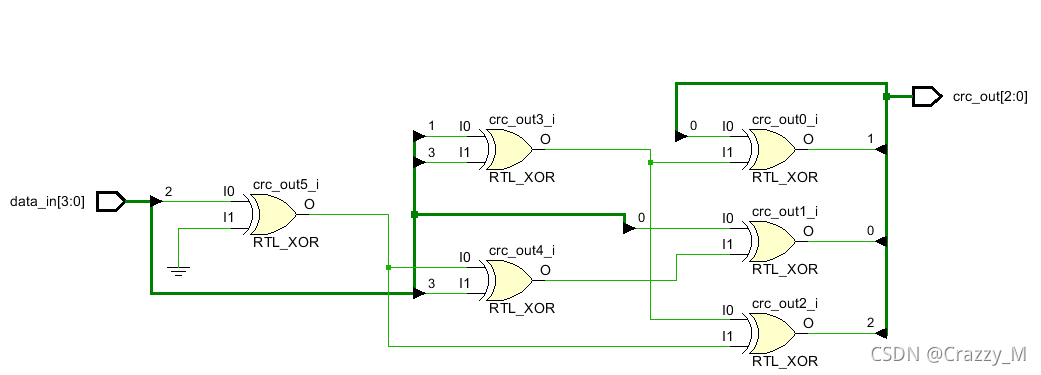 crc_out[2:0]
crc_out3_i
crc_out0_i
1 I0 O
0 I0 O 1
3 I1
I1
RTL_XOR
RTL_XOR
data_in[3:0]
2 I0 crc_out5_i O
I1
RTL_XOR
crc_out1_i
0 I0 O 0
I1
RTL_XOR
crc_out4_i
I0 O
3 I1
RTL_XOR
crc_out2_i
I0 O 2
I1
RTL_XOR
CSDN @Crazzy_M